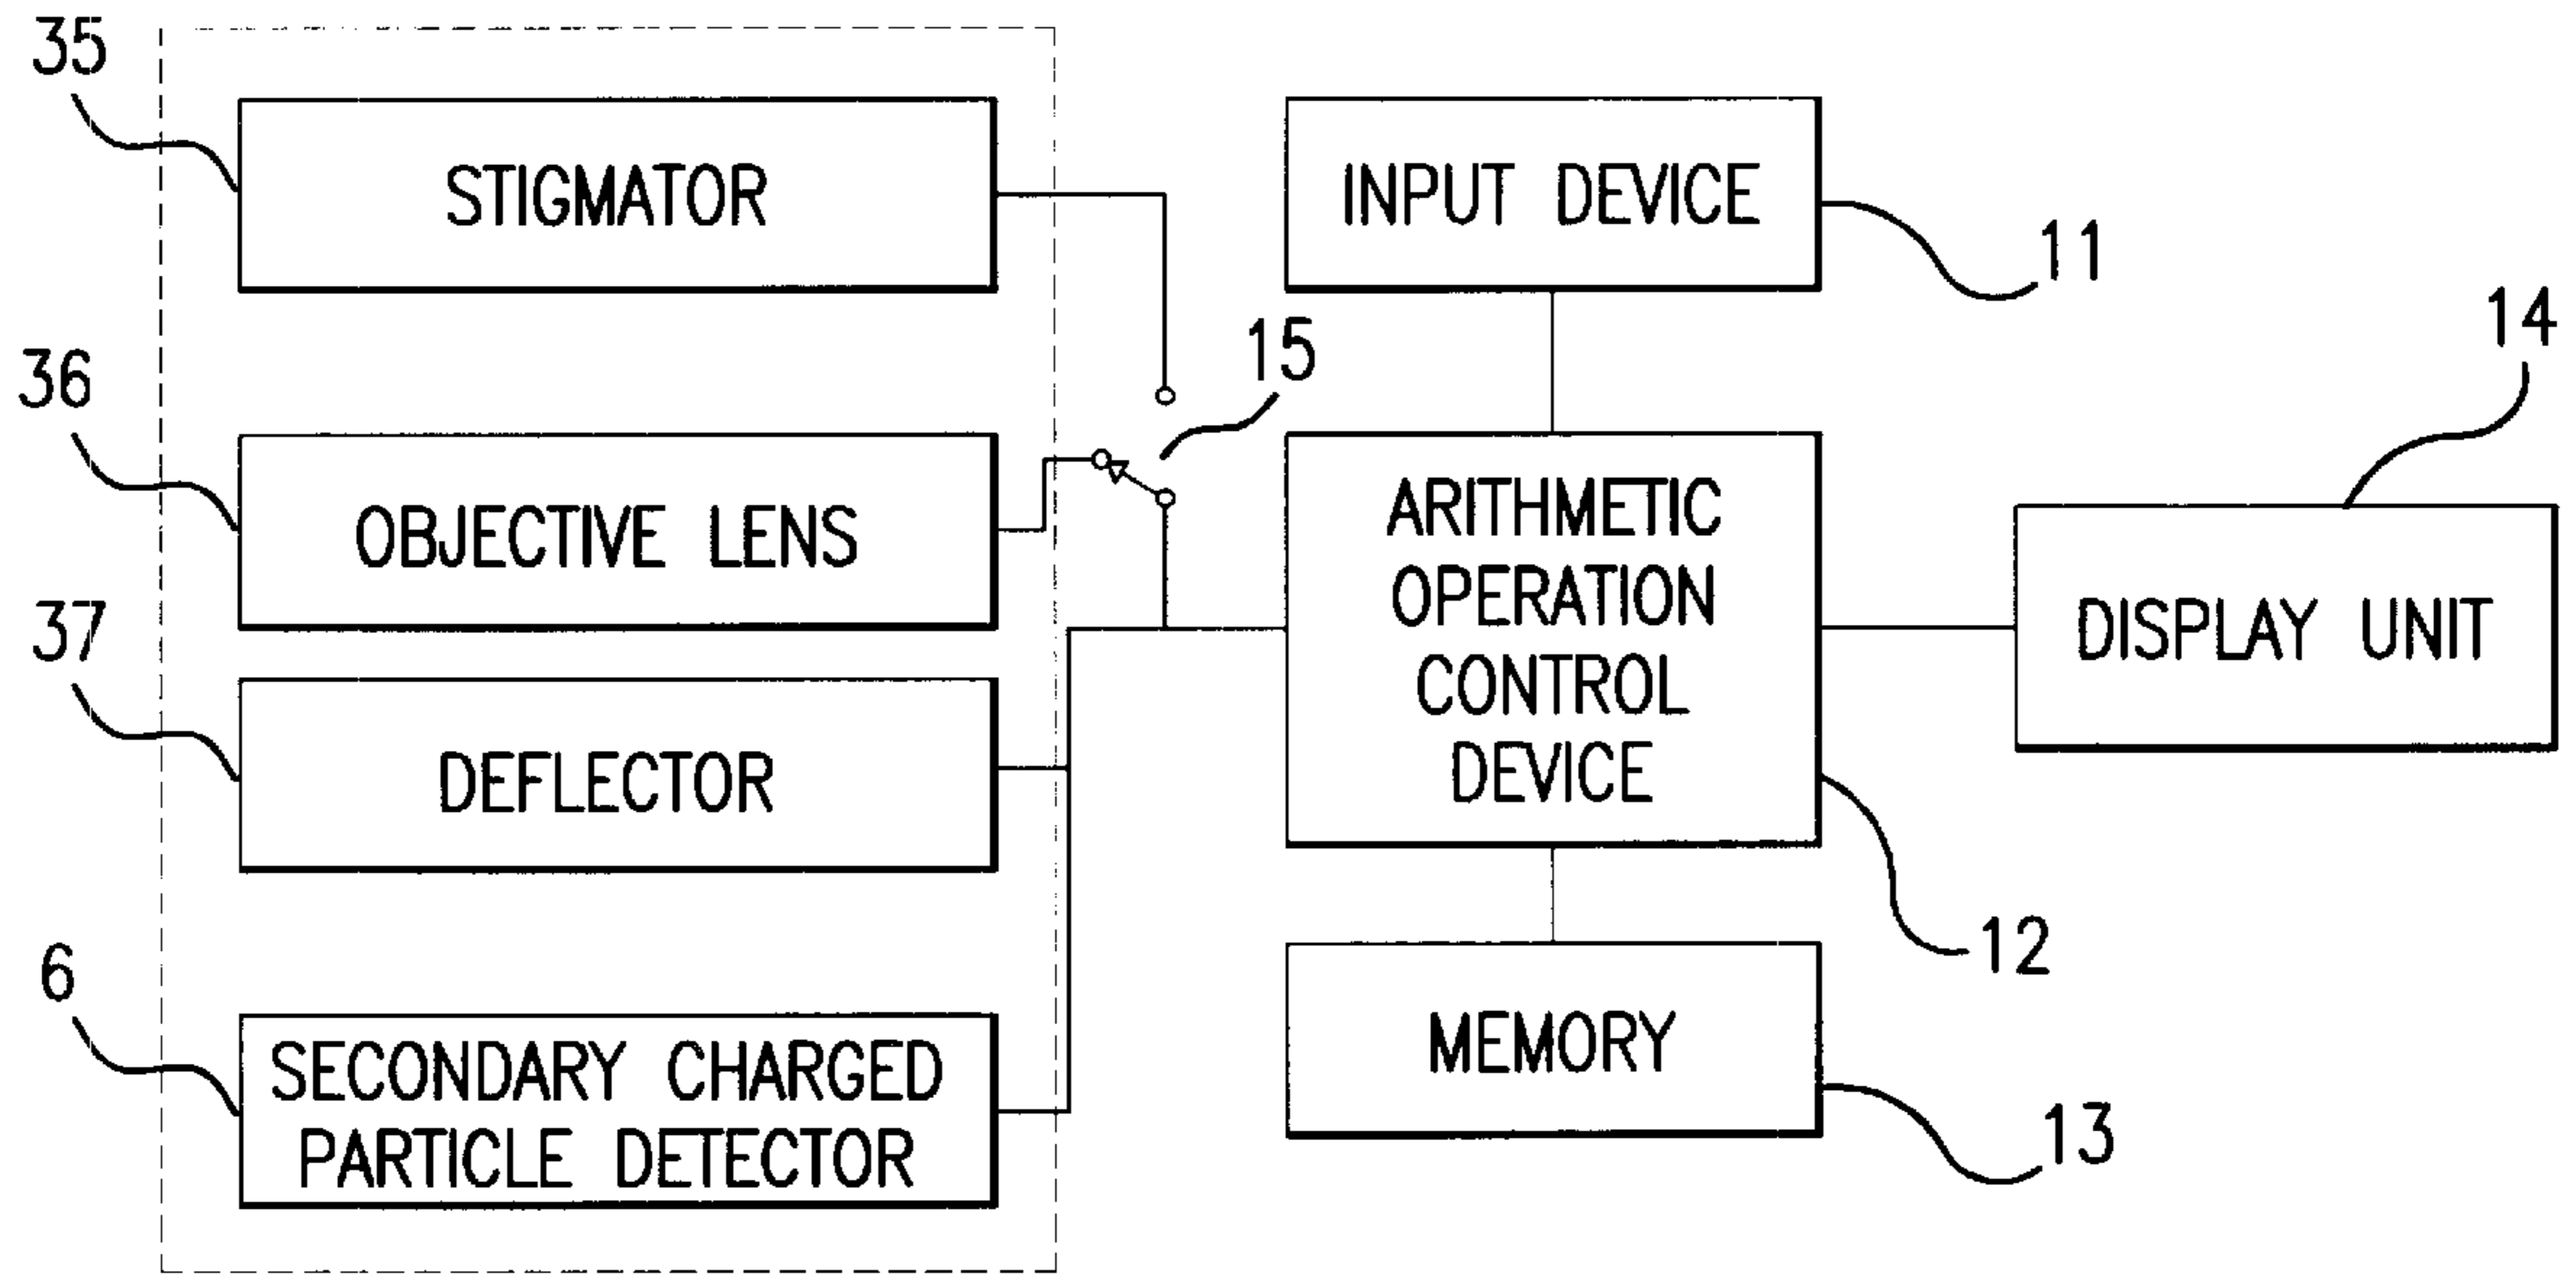 35
STIGMATOR
INPUT DEVICE
11
14
36
15
OBJECTIVE LENS
ARITHMETIC
OPERATION
CONTROL
DEVICE
DISPLAY UNIT
37
DEFLECTOR
12
6
SECONDARY CHARGED
PARTICLE DETECTOR
MEMORY
13